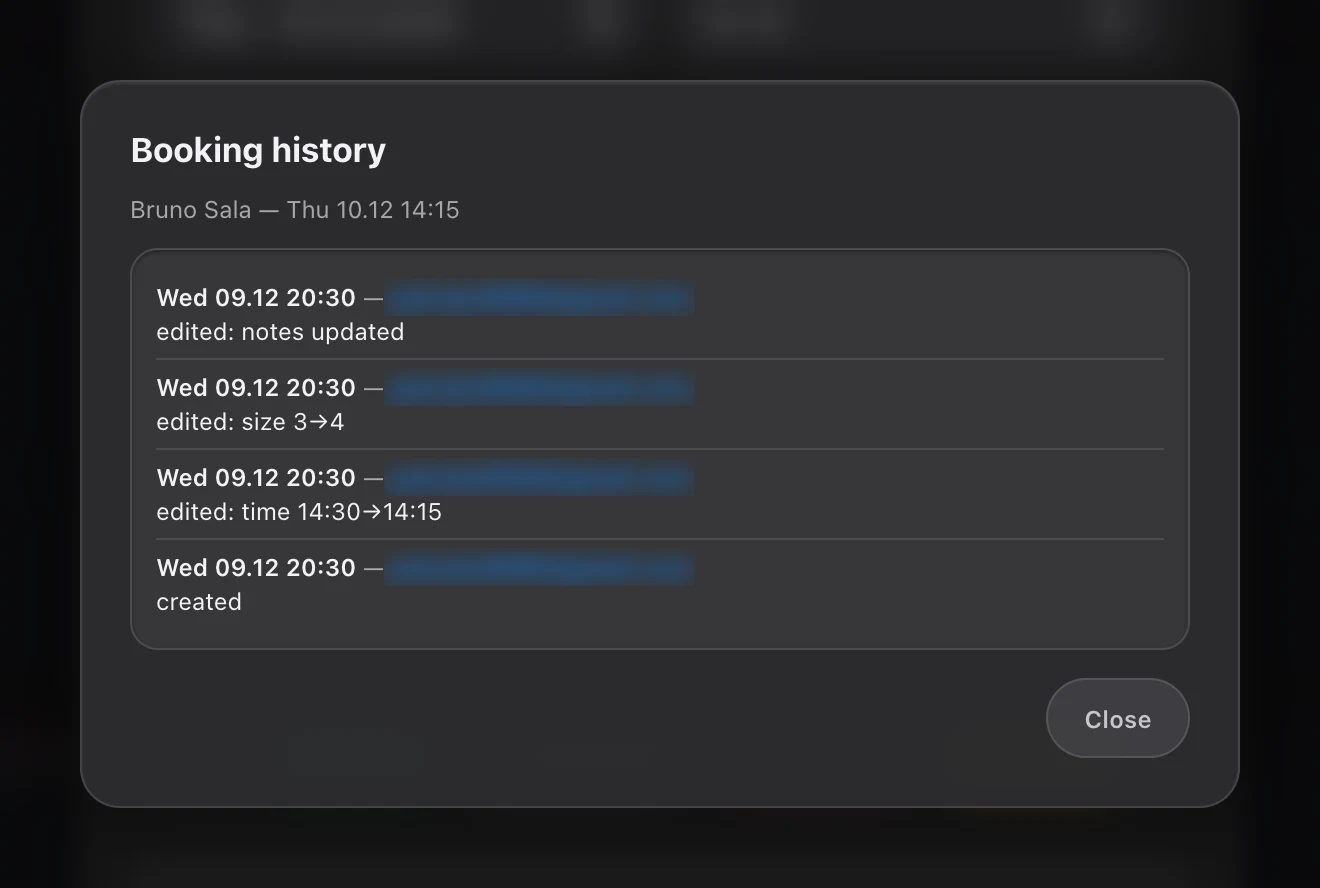 Booking history
Bruno Sala — Thu 10.12 14:15
Wed 09.12 20:30 —
edited: notes updated
Wed 09.12 20:30 —
edited: size 3→4
Wed 09.12 20:30 —
edited: time 14:30→14:15
Wed 09.12 20:30 —
created
Close